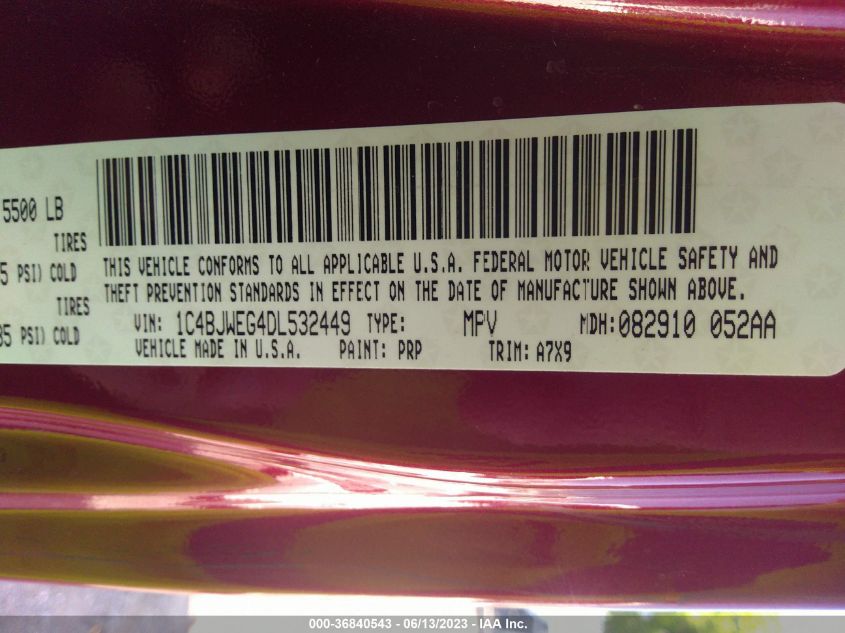 5500 LB
TIRES
5 PSI) COLD
TIRES
35 PSI) COLD
THIS VEHICLE CONFORMS TO ALL APPLICABLE U.S.A. FEDERAL MOTOR VEHICLE SAFETY AND
THEFT PREVENTION STANDARDS IN EFFECT ON THE DATE OF MANUFACTURE SHOWN ABOVE.
VIN: 1C4BJWEG4DL532449 TYPE: MPV MDH:082910 052AA
VEHICLE MADE IN U.S.A. PAINT: PRP TRIM: A7X9
000-36840543 - 06/13/2023 - IAA Inc.